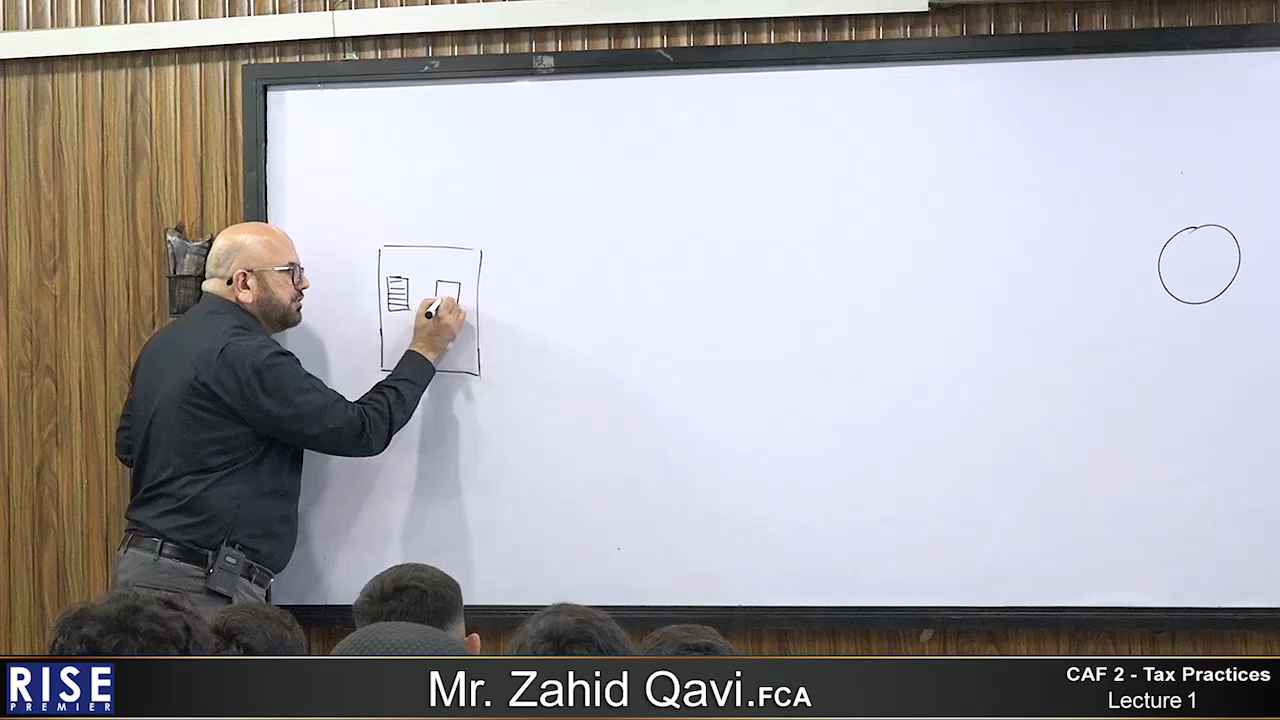 RISE
PREMIER
Mr. Zahid Qavi.FCA
CAF 2 - Tax Practices
Lecture 1